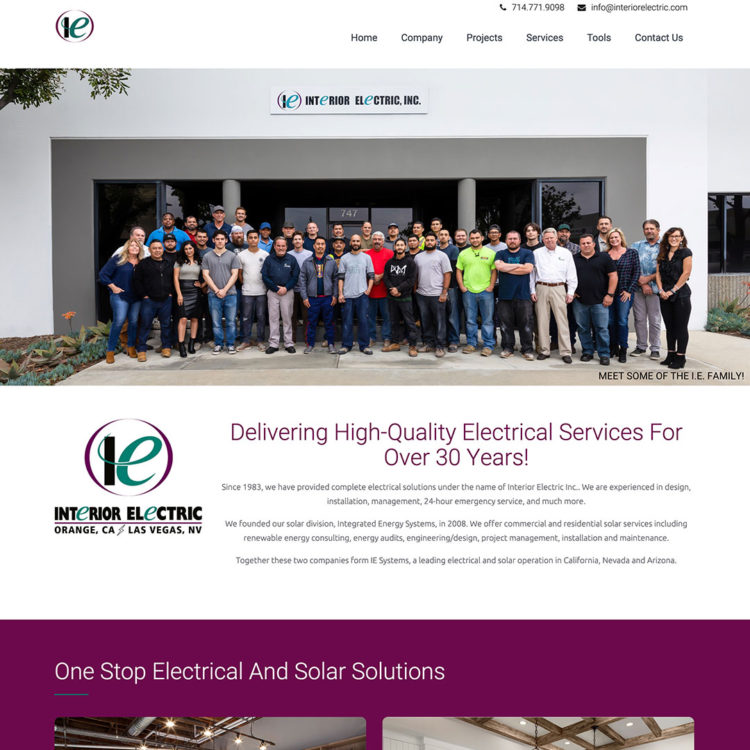 714.771.9098 info@interiorelectric.com
ie
Home Company Projects Services Tools Contact Us
ie INTERIOR ELECTRIC, INC.
747
MEET SOME OF THE I.E. FAMILY!
ie
INTERIOR ELECTRIC
ORANGE, CA LAS VEGAS, NV
Delivering High-Quality Electrical Services For
Over 30 Years!
Since 1983, we have provided complete electrical solutions under the name of Interior Electric Inc.. We are experienced in design,
installation, management, 24-hour emergency service, and much more.
We founded our solar division, Integrated Energy Systems, in 2008. We offer commercial and residential solar services including
renewable energy consulting, energy audits, engineering/design, project management, installation and maintenance.
Together these two companies form IE Systems, a leading electrical and solar operation in California, Nevada and Arizona.
One Stop Electrical And Solar Solutions